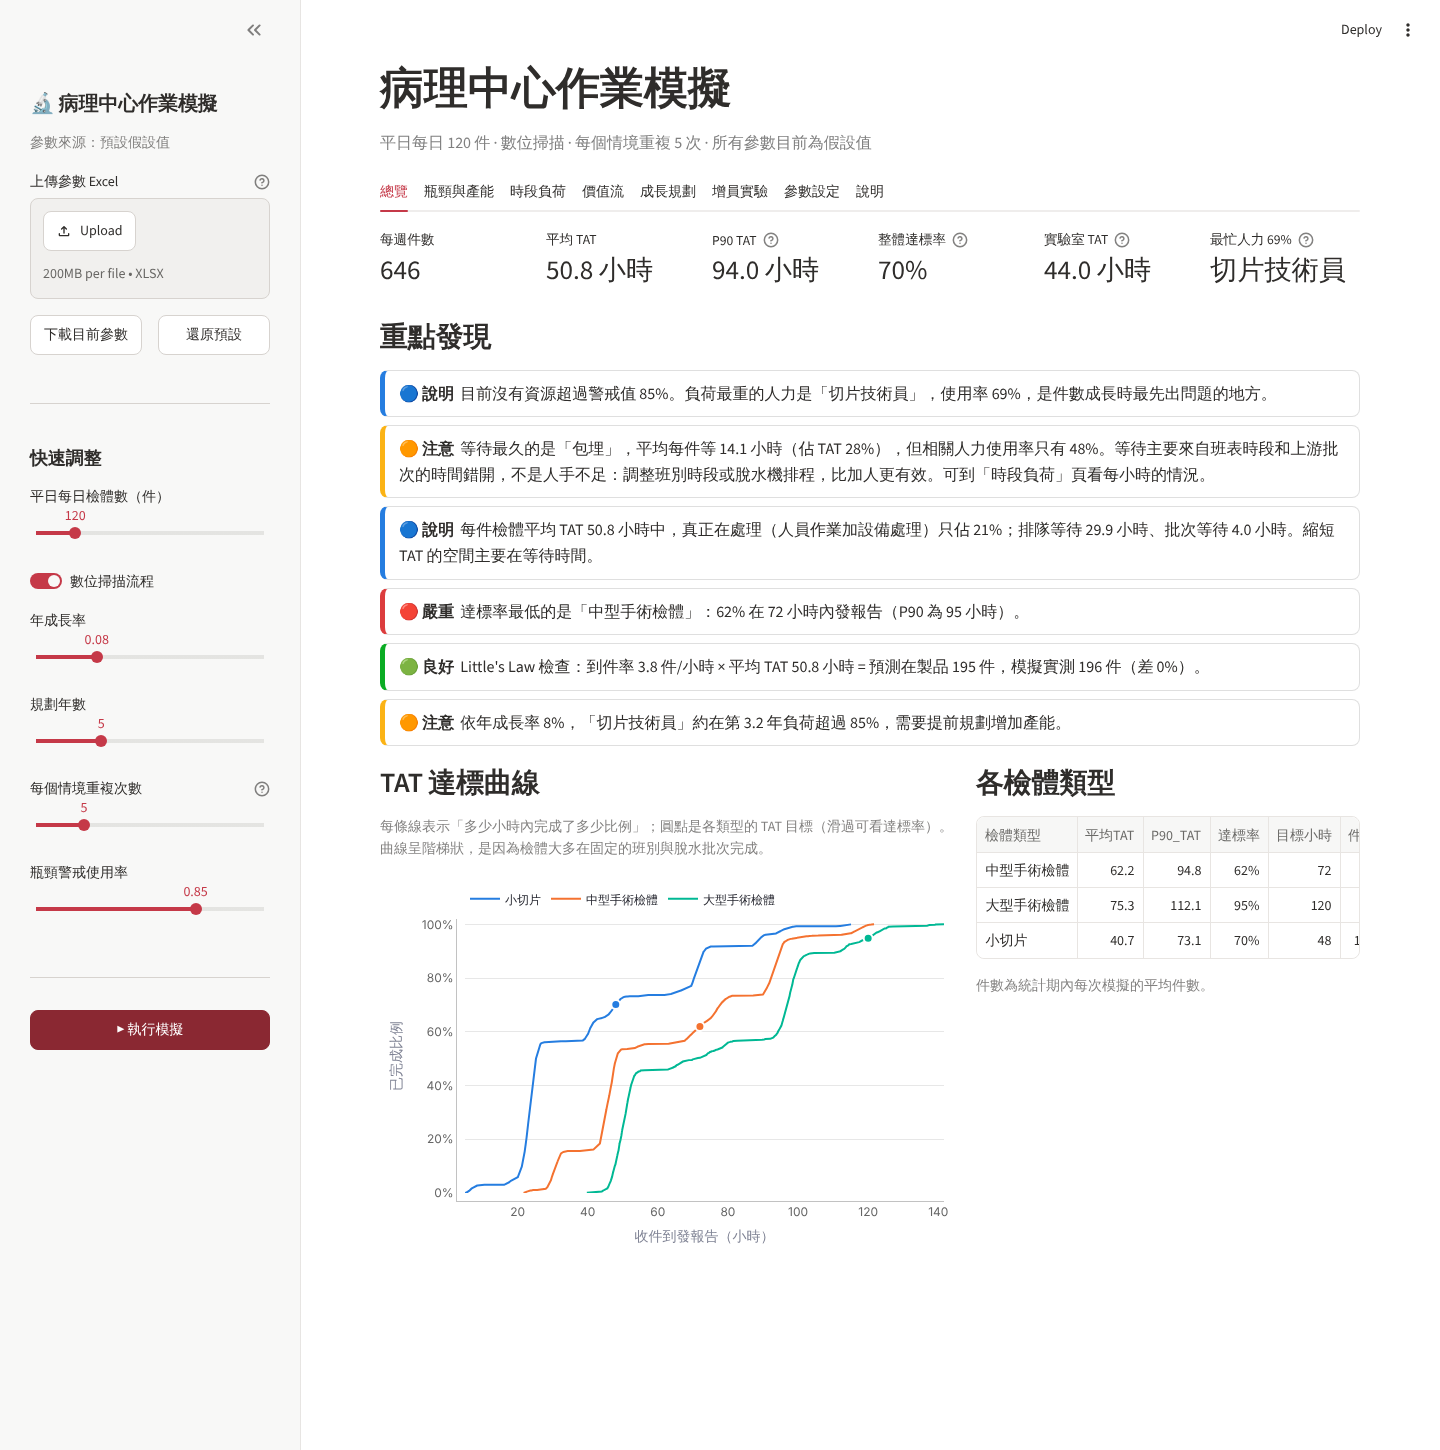 Deploy
🔬 病理中心作業模擬
參數來源：預設假設值
上傳參數 Excel
Upload
200MB per file • XLSX
下載目前參數
還原預設
快速調整
平日每日檢體數（件）
120
數位掃描流程
年成長率
0.08
規劃年數
5
每個情境重複次數
5
瓶頸警戒使用率
0.85
▶ 執行模擬
病理中心作業模擬
平日每日 120 件 · 數位掃描 · 每個情境重複 5 次 · 所有參數目前為假設值
總覽 瓶頸與產能 時段負荷 價值流 成長規劃 增員實驗 參數設定 說明
每週件數
646
平均 TAT
50.8 小時
P90 TAT
94.0 小時
整體達標率
70%
實驗室 TAT
44.0 小時
最忙人力 69%
切片技術員
重點發現
🔵 說明 目前沒有資源超過警戒值 85%。負荷最重的人力是「切片技術員」，使用率 69%，是件數成長時最先出問題的地方。
🟠 注意 等待最久的是「包埋」，平均每件等 14.1 小時（佔 TAT 28%），但相關人力使用率只有 48%。等待主要來自班表時段和上游批
次的時間錯開，不是人手不足：調整班別時段或脫水機排程，比加人更有效。可到「時段負荷」頁看每小時的情況。
🔵 說明 每件檢體平均 TAT 50.8 小時中，真正在處理（人員作業加設備處理）只佔 21%；排隊等待 29.9 小時、批次等待 4.0 小時。縮短
TAT 的空間主要在等待時間。
🔴 嚴重 達標率最低的是「中型手術檢體」：62% 在 72 小時內發報告（P90 為 95 小時）。
🟢 良好 Little's Law 檢查：到件率 3.8 件/小時 × 平均 TAT 50.8 小時 = 預測在製品 195 件，模擬實測 196 件（差 0%）。
🟠 注意 依年成長率 8%，「切片技術員」約在第 3.2 年負荷超過 85%，需要提前規劃增加產能。
TAT 達標曲線
每條線表示「多少小時內完成了多少比例」；圓點是各類型的 TAT 目標（滑過可看達標率）。
曲線呈階梯狀，是因為檢體大多在固定的班別與脫水批次完成。
小切片 中型手術檢體 大型手術檢體
100%
80%
60%
40%
20%
0%
已完成比例
20 40 60 80 100 120 140
收件到發報告（小時）
各檢體類型
檢體類型 平均TAT P90_TAT 達標率 目標小時 件
中型手術檢體 62.2 94.8 62% 72
大型手術檢體 75.3 112.1 95% 120
小切片 40.7 73.1 70% 48 1
件數為統計期內每次模擬的平均件數。